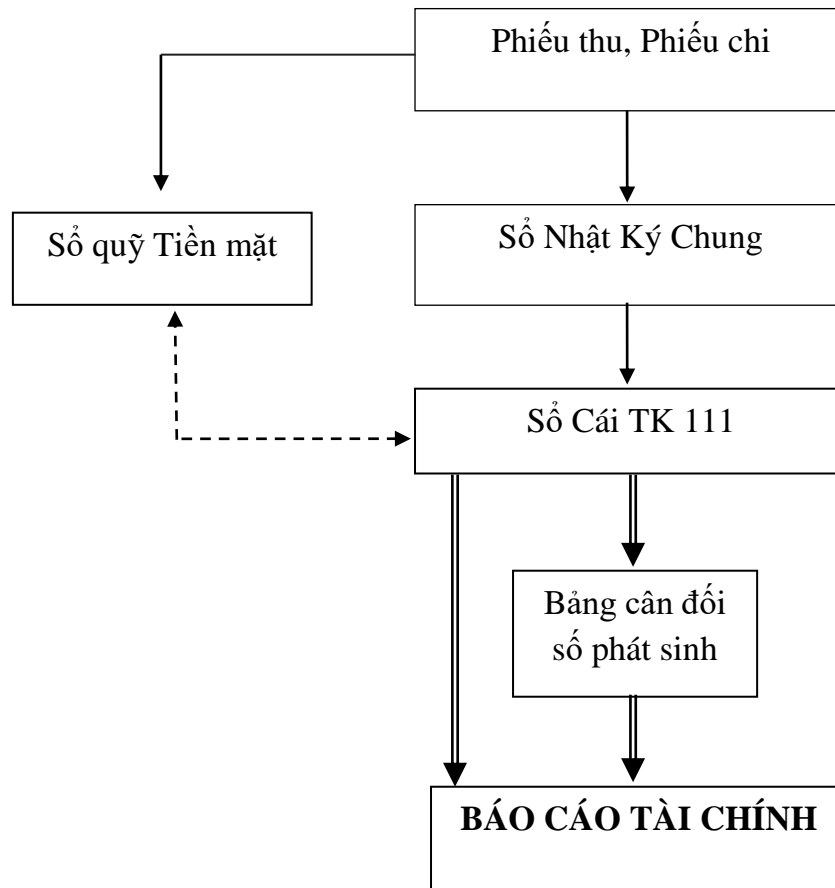 Phiếu thu, Phiếu chi
Sổ quỹ Tiền mặt
Sổ Nhật Ký Chung
Sổ Cái TK 111
Bảng cân đối
số phát sinh
BÁO CÁO TÀI CHÍNH